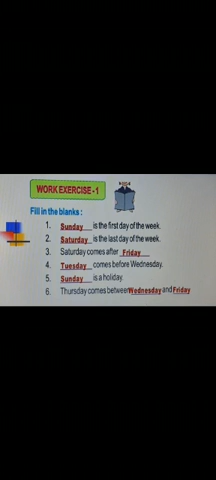 WORK EXERCISE - 1
Fill in the blanks :
1. Sunday is the first day of the week.
2. Saturday is the last day of the week.
3. Saturday comes after Friday
4. Tuesday comes before Wednesday.
5. Sunday is a holiday.
6. Thursday comes between Wednesday and Friday